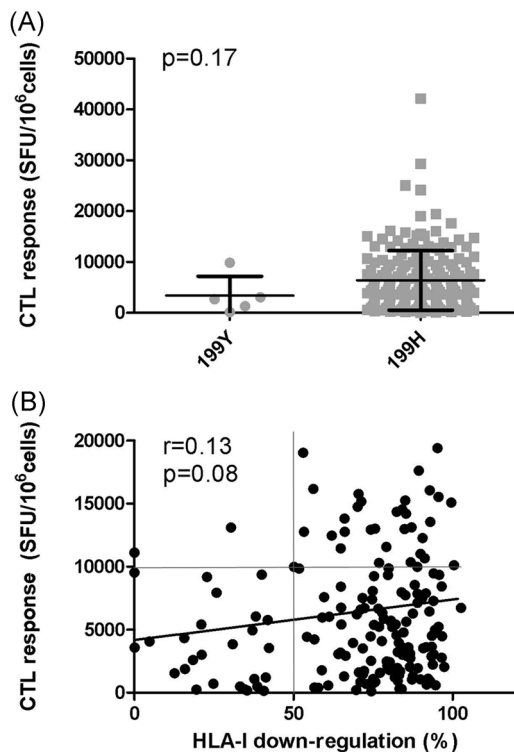 (A)
p=0.17
CTL response (SFU/10⁶cells)
50000
40000
30000
20000
10000
0
199Y
199H
(B)
r=0.13
p=0.08
CTL response (SFU/10⁶cells)
20000
15000
10000
5000
0
0
50
100
HLA-I down-regulation (%)